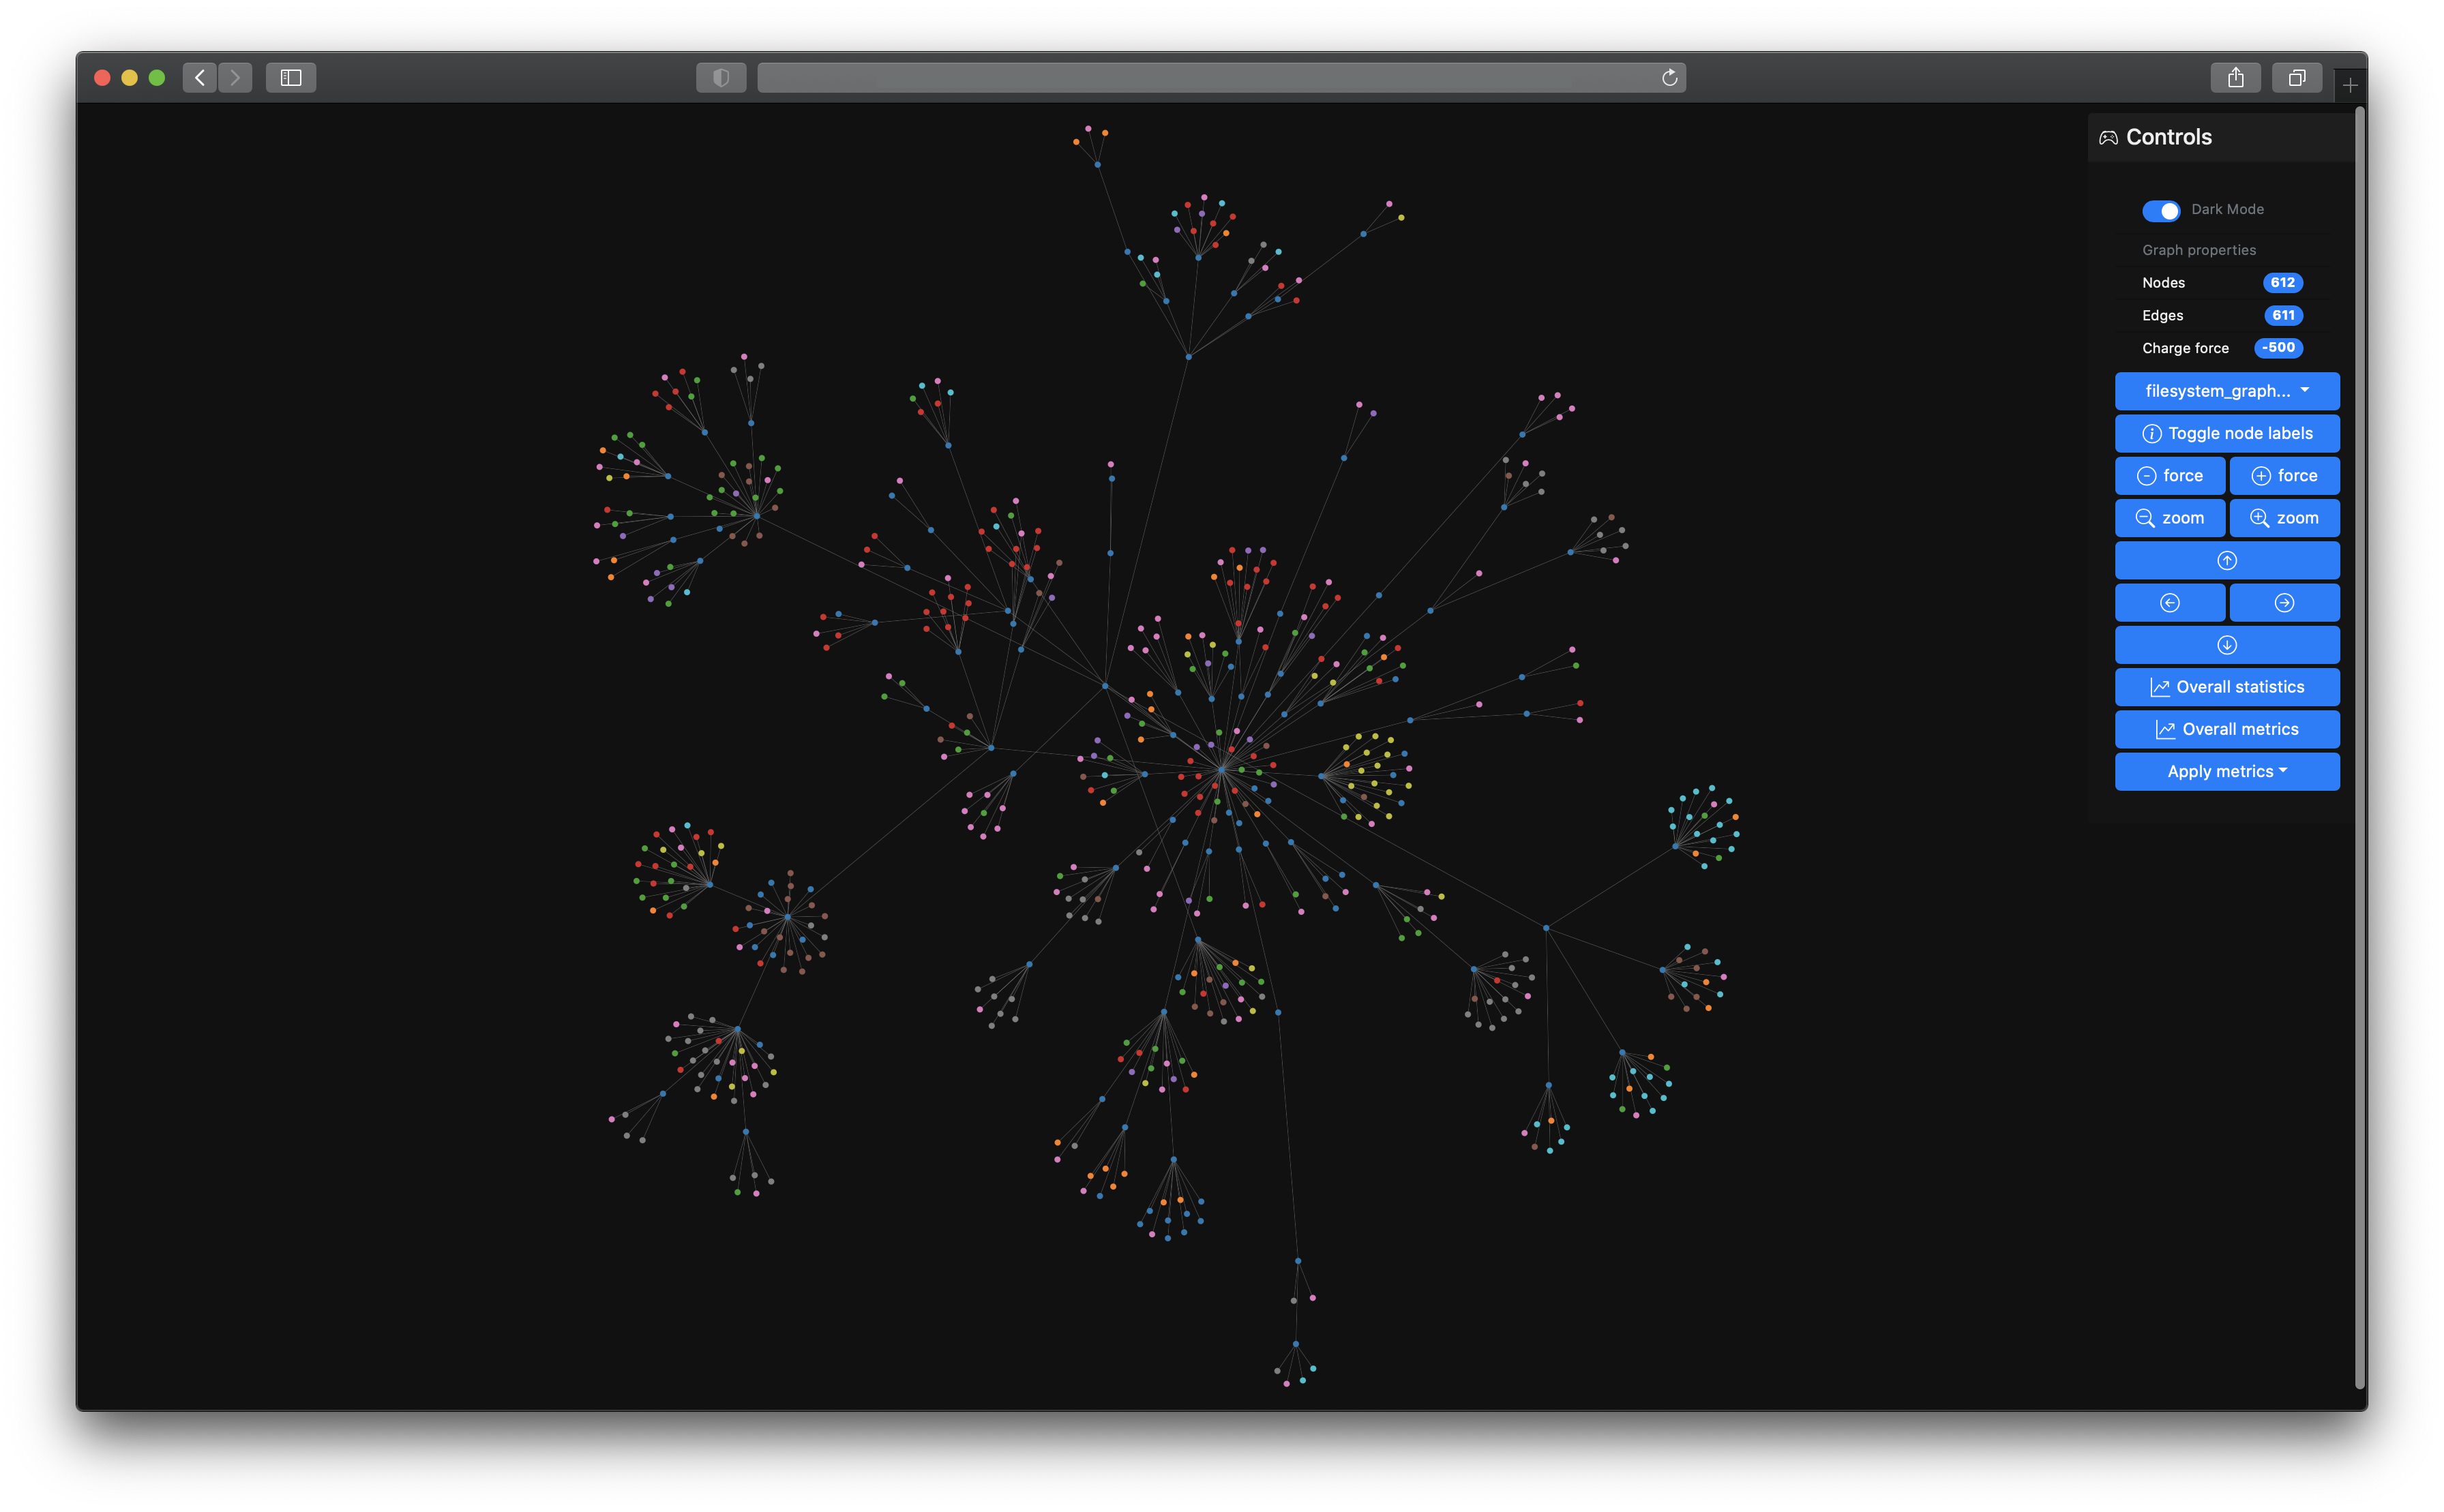 Controls
Dark Mode
Graph properties
Nodes 612
Edges 611
Charge force -500
filesystem_graph...
Toggle node labels
force force
zoom zoom
Overall statistics
Overall metrics
Apply metrics